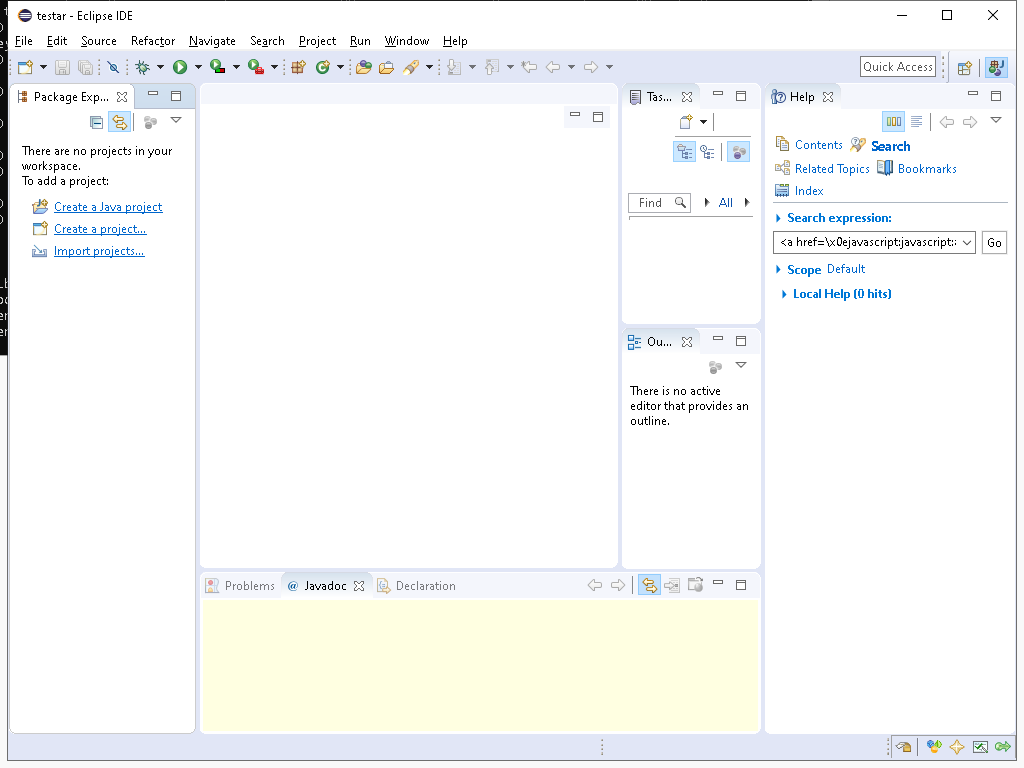 testar - Eclipse IDE
File Edit Source Refactor Navigate Search Project Run Window Help
Quick Access
Package Exp...
There are no projects in your
workspace.
To add a project:
Create a Java project
Create a project...
Import projects...
Tas...
Find
All
Ou...
There is no active
editor that provides an
outline.
Help
Contents Search
Related Topics Bookmarks
Index
Search expression:
<a href=\x0ejavascript:javascript:
Go
Scope Default
Local Help (0 hits)
Problems @ Javadoc Declaration